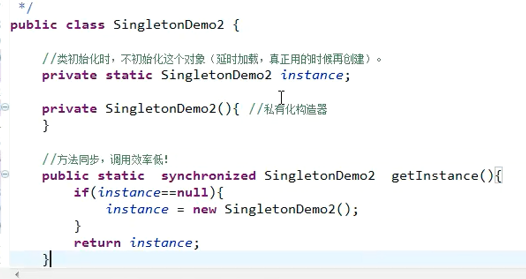 */
public class SingletonDemo2 {
//类初始化时，不初始化这个对象（延时加载，真正用的时候再创建）。
private static SingletonDemo2 instance;
private SingletonDemo2(){ //私有化构造器
}
//方法同步，调用效率低!
public static  synchronized SingletonDemo2  getInstance(){
if(instance==null){
instance = new SingletonDemo2();
}
return instance;
}